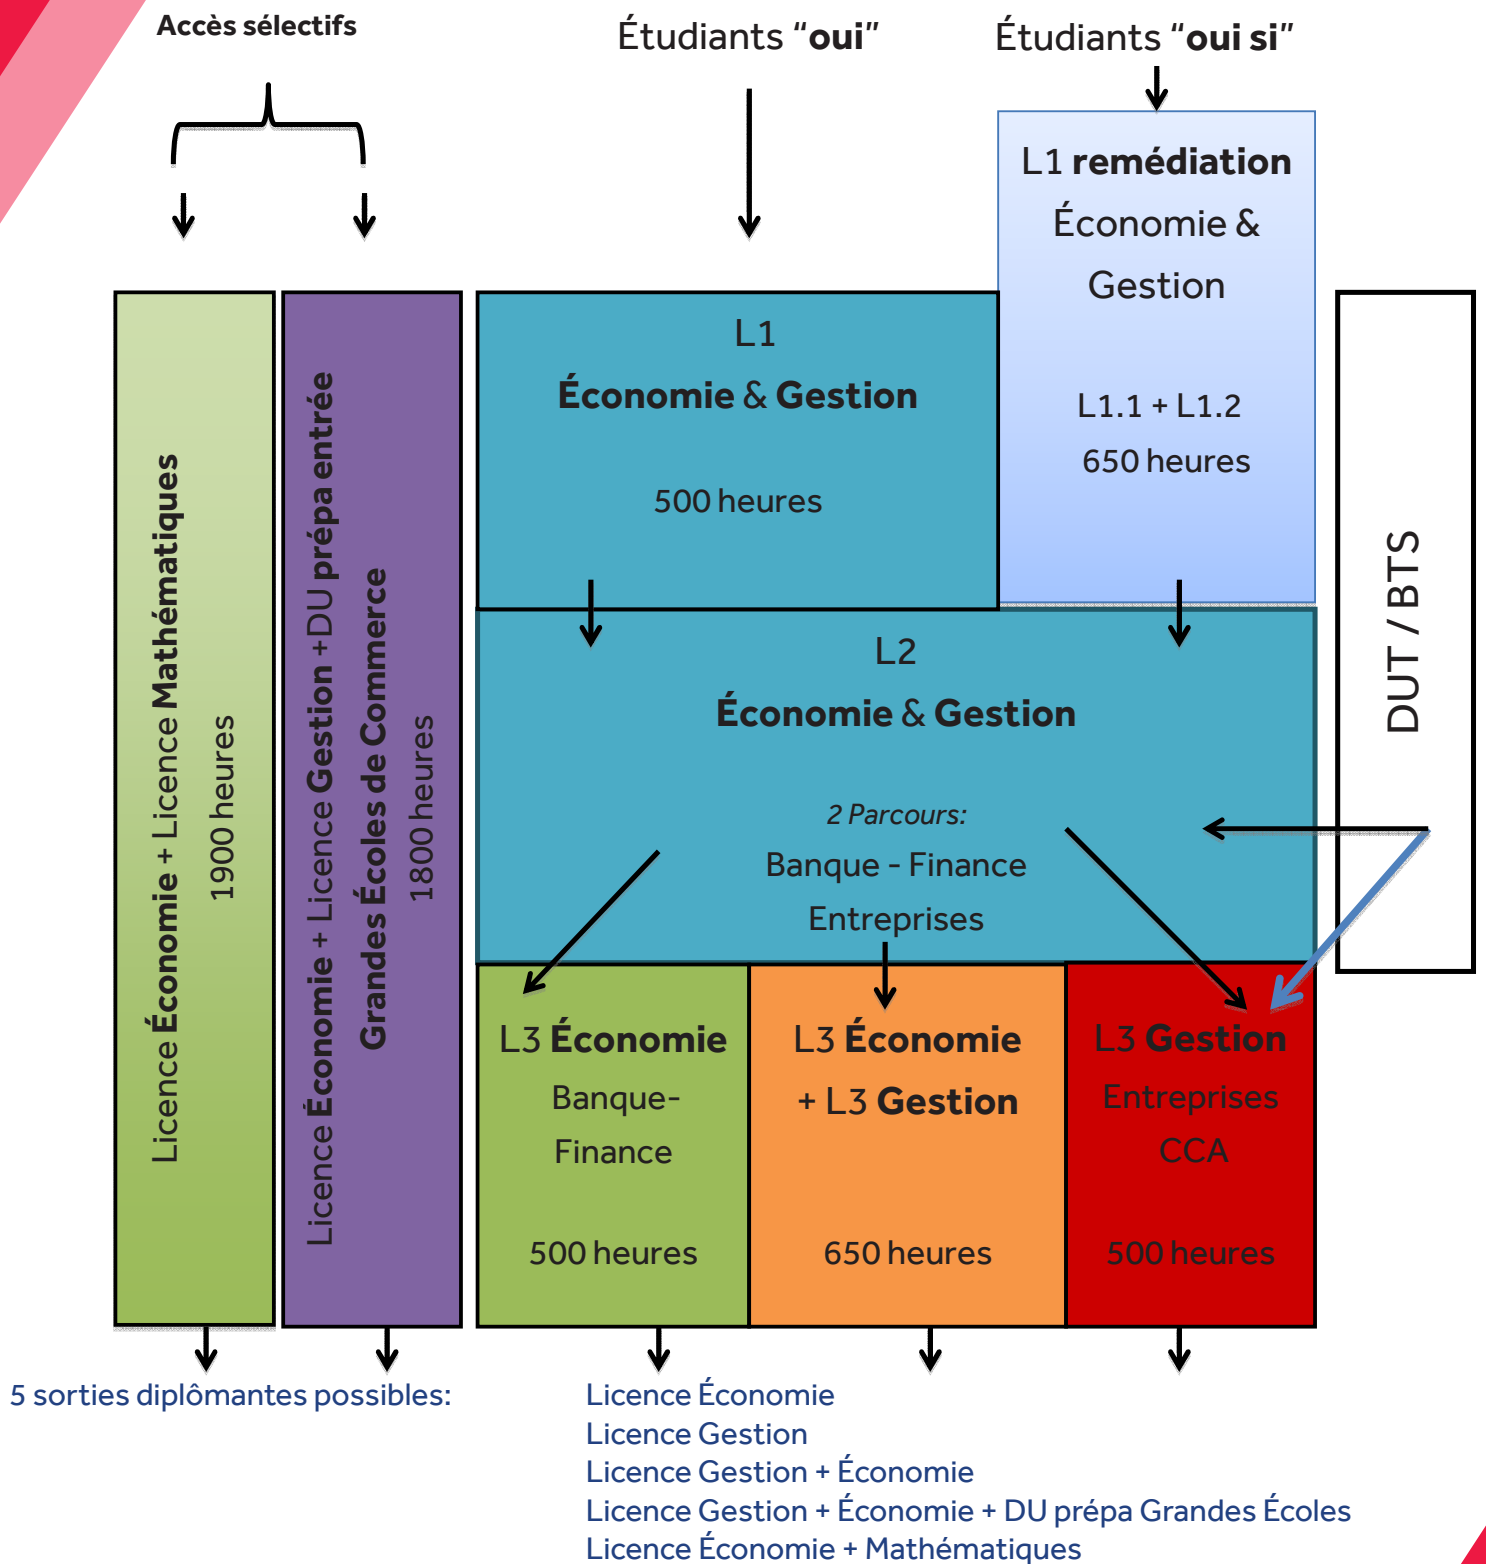 Accès sélectifs
Étudiants “oui”
Étudiants “oui si”
L1 remédiation
Économie &
Gestion
L1.1 + L1.2
650 heures
L1
Économie & Gestion
500 heures
Licence Économie + Licence Mathématiques
1900 heures
Licence Économie + Licence Gestion +DU prépa entrée
Grandes Écoles de Commerce
1800 heures
DUT / BTS
L2
Économie & Gestion
2 Parcours:
Banque - Finance
Entreprises
L3 Économie
Banque-
Finance
500 heures
L3 Économie
+ L3 Gestion
650 heures
L3 Gestion
Entreprises
CCA
500 heures
5 sorties diplômantes possibles:
Licence Économie
Licence Gestion
Licence Gestion + Économie
Licence Gestion + Économie + DU prépa Grandes Écoles
Licence Économie + Mathématiques